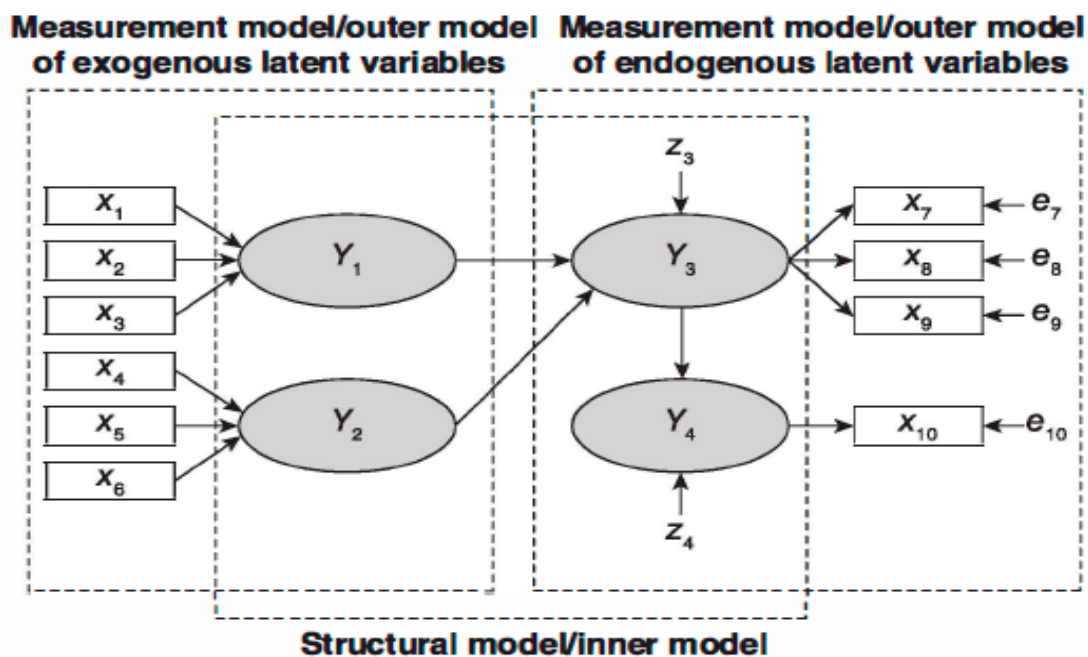 Measurement model/outer model
of exogenous latent variables
Measurement model/outer model
of endogenous latent variables
z₃
x₁
x₂
x₃
x₄
x₅
x₆
Y₁
Y₂
Y₃
Y₄
x₇
x₈
x₉
x₁₀
e₇
e₈
e₉
e₁₀
z₄
Structural model/inner model